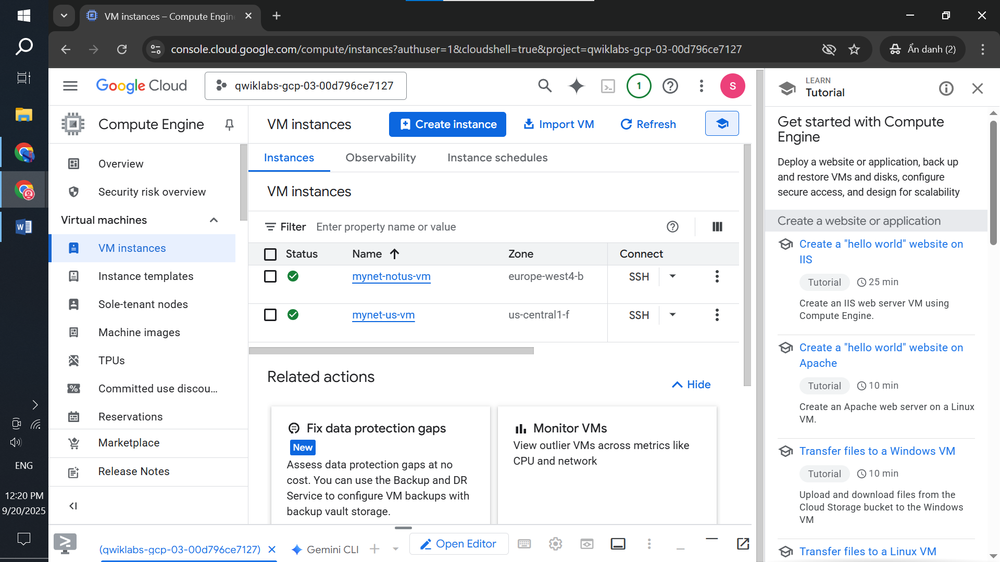 VM instances – Compute Engin
console.cloud.google.com/compute/instances?authuser=1&cloudshell=true&project=qwiklabs-gcp-03-00d796ce7127
Ẩn danh (2)
Google Cloud
qwiklabs-gcp-03-00d796ce7127
1
S
LEARN
Tutorial
Compute Engine
VM instances
Create instance
Import VM
Refresh
Overview
Security risk overview
Virtual machines
VM instances
Instance templates
Sole-tenant nodes
Machine images
TPUs
Committed use discou...
Reservations
Marketplace
Release Notes
Instances
Observability
Instance schedules
VM instances
Filter
Enter property name or value
Status
Name
Zone
Connect
mynet-notus-vm
europe-west4-b
SSH
mynet-us-vm
us-central1-f
SSH
Related actions
Hide
Fix data protection gaps
New
Assess data protection gaps at no
cost. You can use the Backup and DR
Service to configure VM backups with
backup vault storage.
Monitor VMs
View outlier VMs across metrics like
CPU and network
(qwiklabs-gcp-03-00d796ce7127)
Gemini CLI
Open Editor
Get started with Compute
Engine
Deploy a website or application, back up
and restore VMs and disks, configure
secure access, and design for scalability
Create a website or application
Create a "hello world" website on
IIS
Tutorial
25 min
Create an IIS web server VM using
Compute Engine.
Create a "hello world" website on
Apache
Tutorial
10 min
Create an Apache web server on a Linux
VM.
Transfer files to a Windows VM
Tutorial
10 min
Upload and download files from the
Cloud Storage bucket to the Windows
VM
Transfer files to a Linux VM
ENG
12:20 PM
9/20/2025